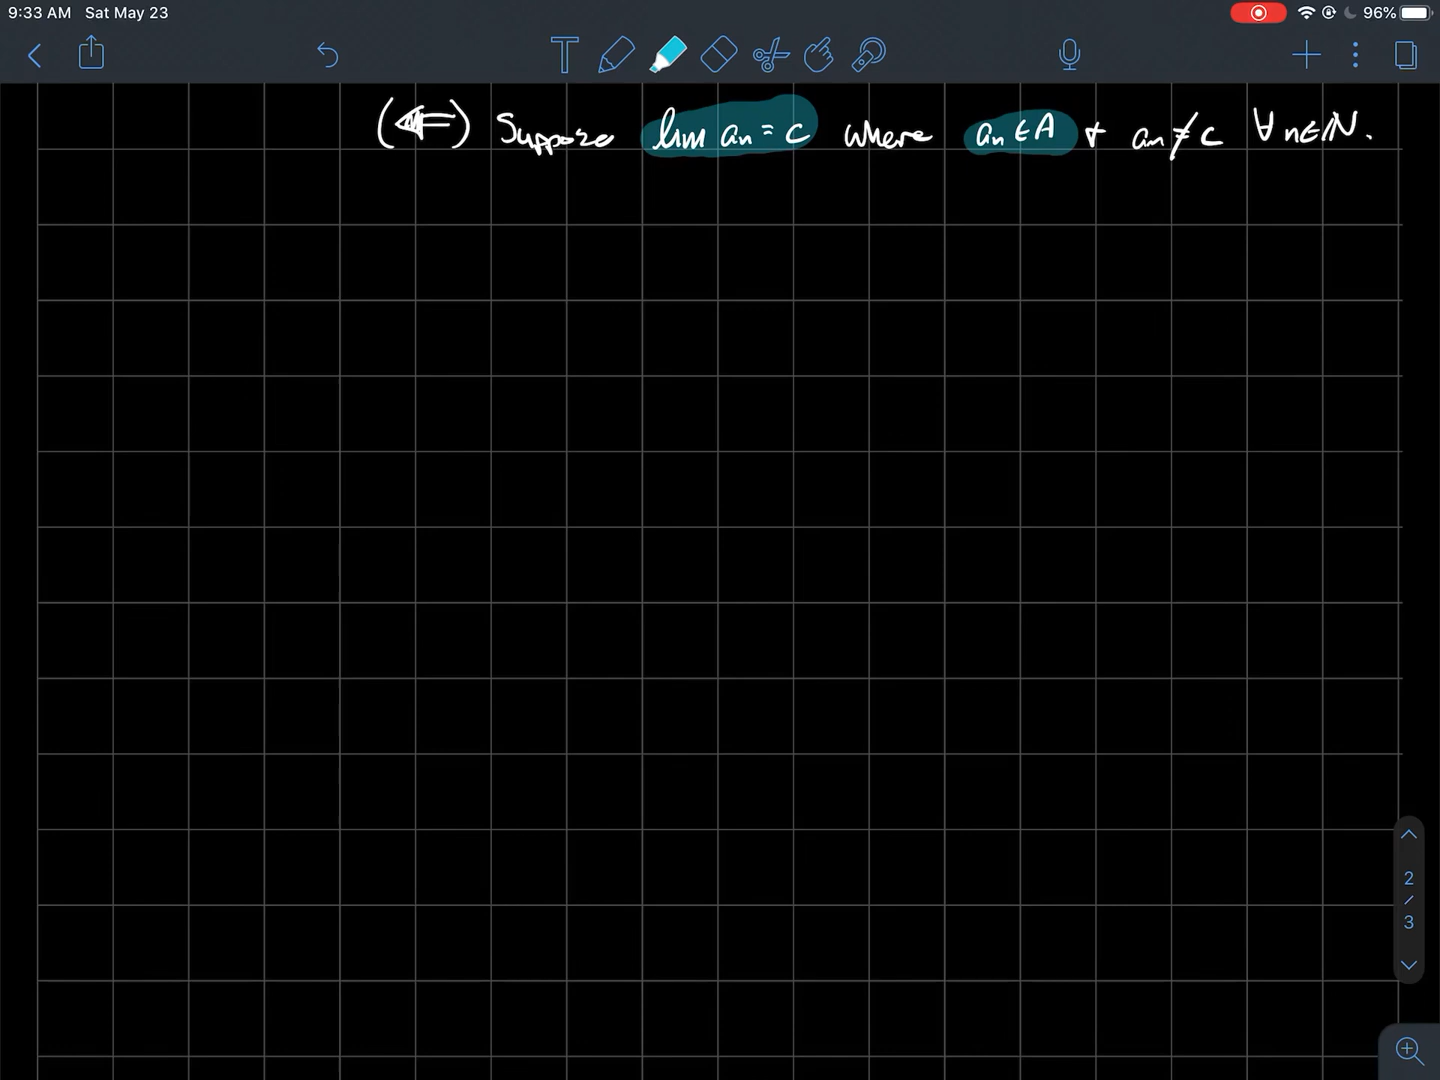 9:33 AM Sat May 23 96%
(⇐) Suppose lim aₙ = c where aₙ ∈ A + aₙ ≠ c ∀ n ∈ ℕ.
2
/
3